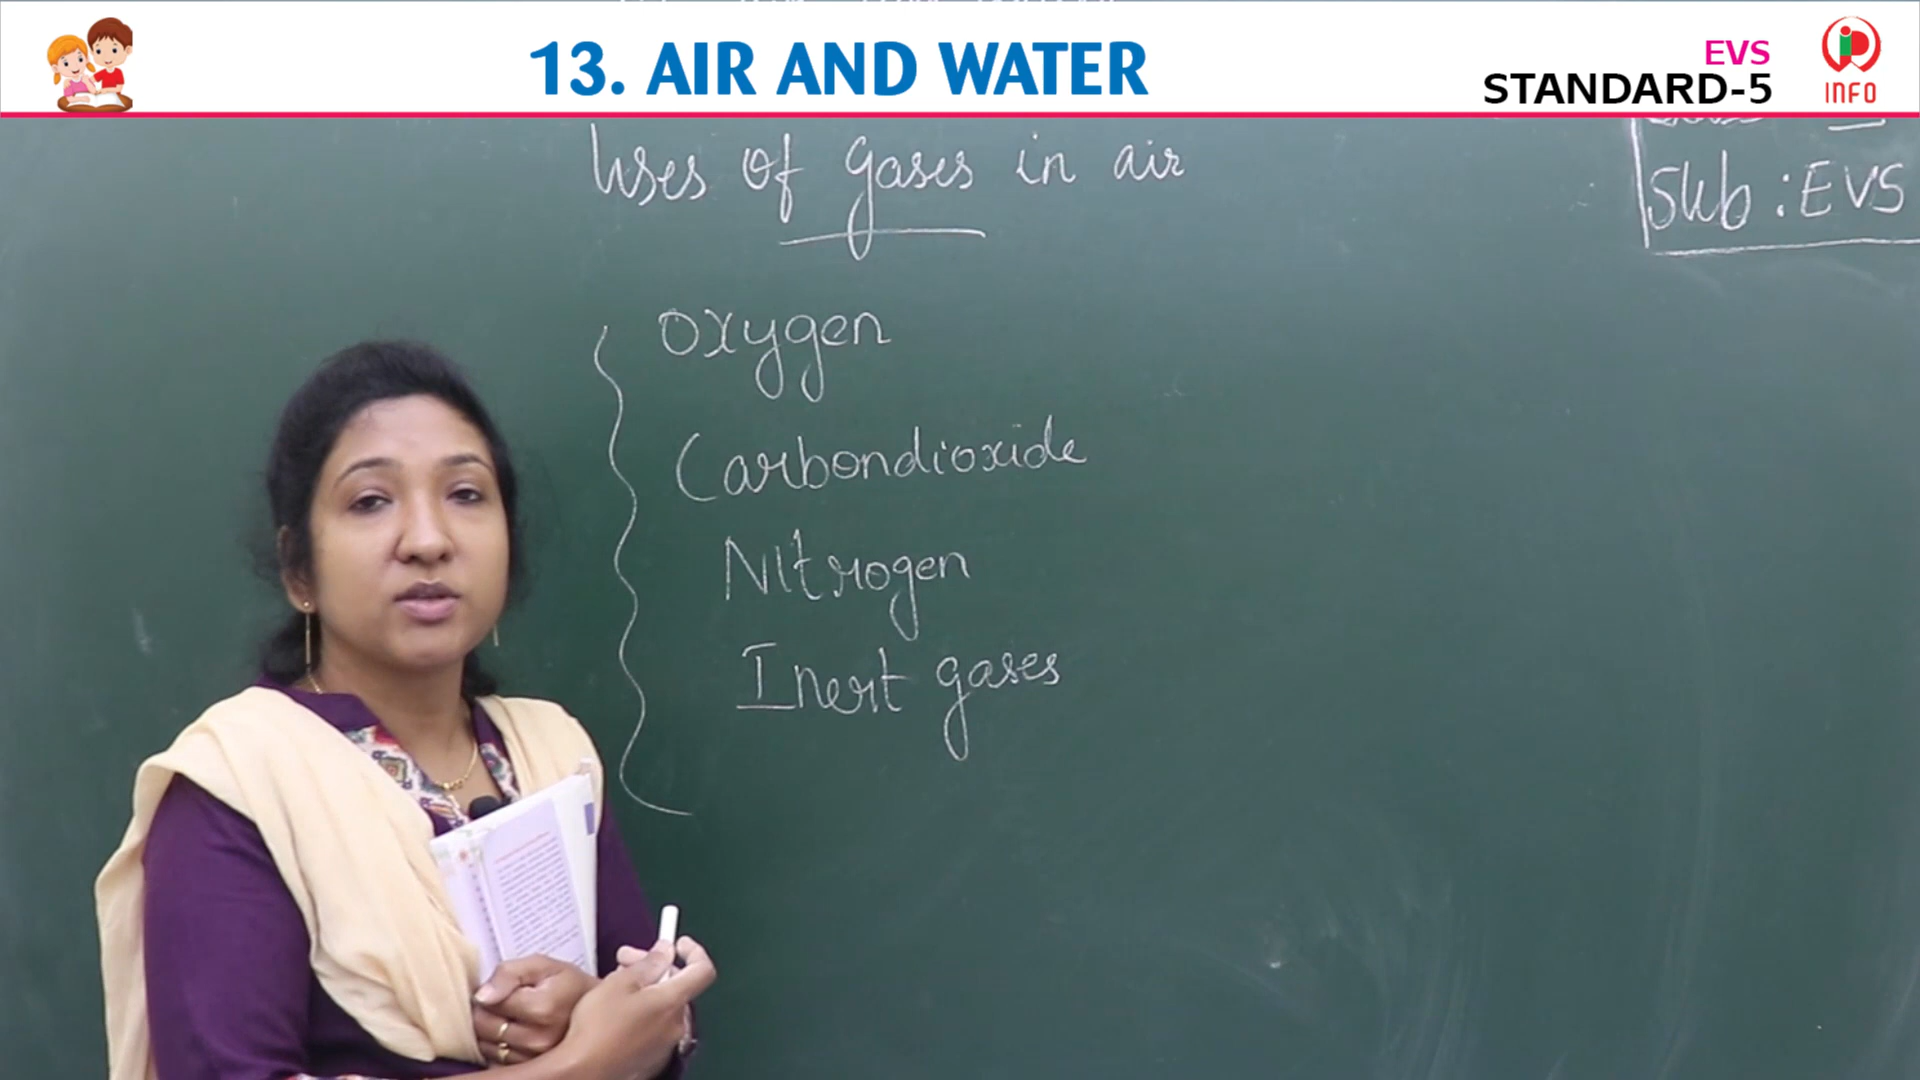 13. AIR AND WATER
EVS
STANDARD-5
INFO
Uses of gases in air
Sub : EVS
Oxygen
Carbondioxide
Nitrogen
Inert gases